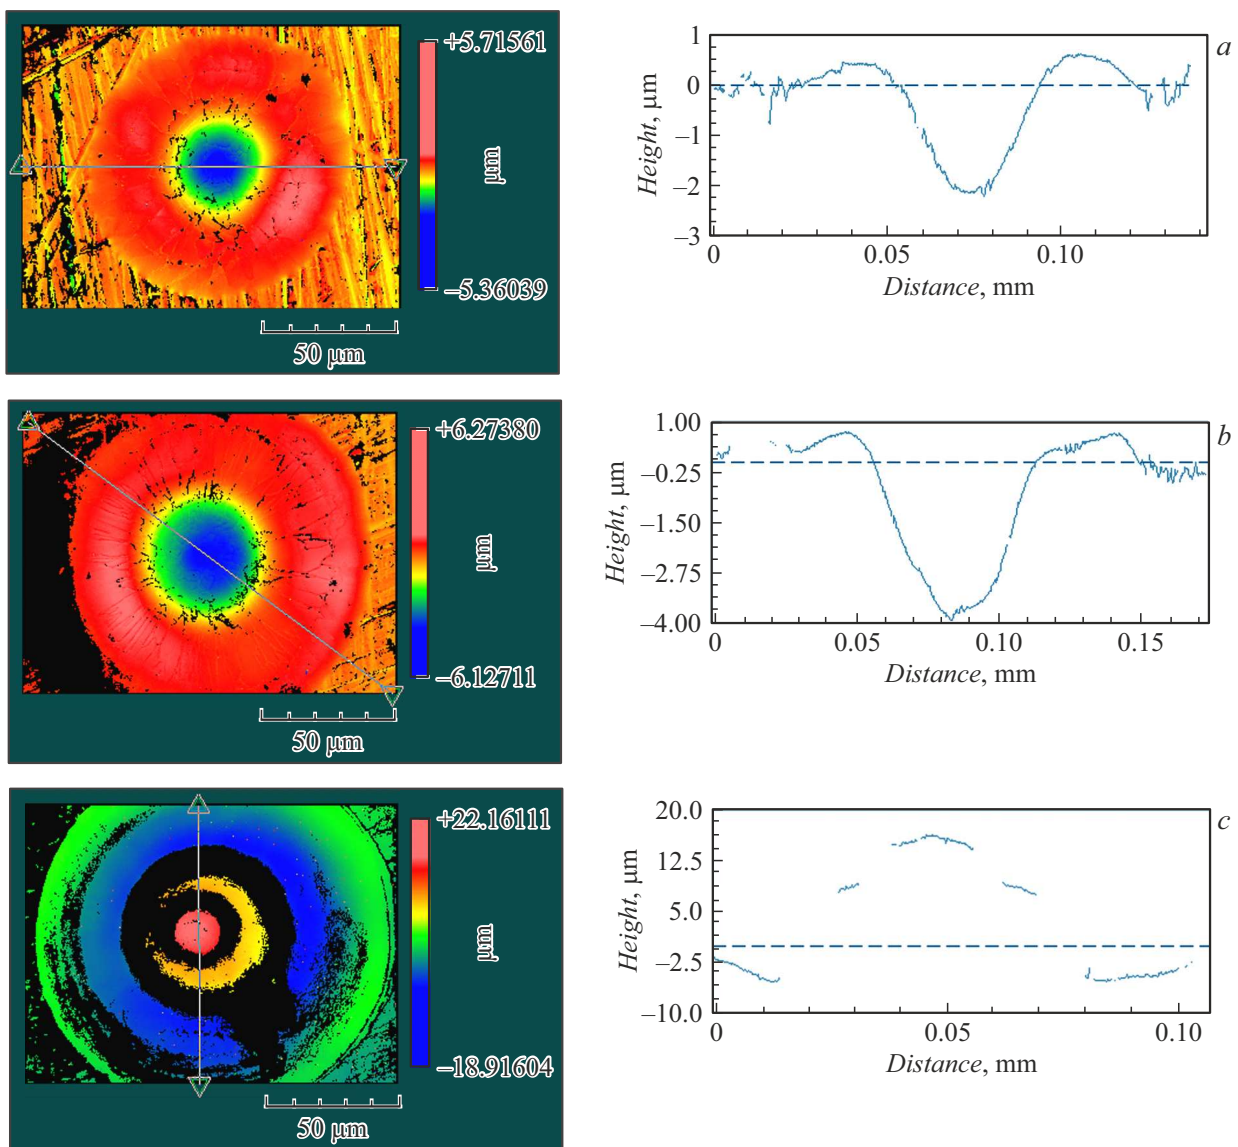 +5.71561
μm
−5.36039
50 μm
a
1
0
−1
−2
−3
Height, μm
0
0.05
0.10
Distance, mm
+6.27380
μm
−6.12711
50 μm
b
1.00
−0.25
−1.50
−2.75
−4.00
Height, μm
0
0.05
0.10
0.15
Distance, mm
+22.16111
μm
−18.91604
50 μm
c
20.0
12.5
5.0
−2.5
−10.0
Height, μm
0
0.05
0.10
Distance, mm